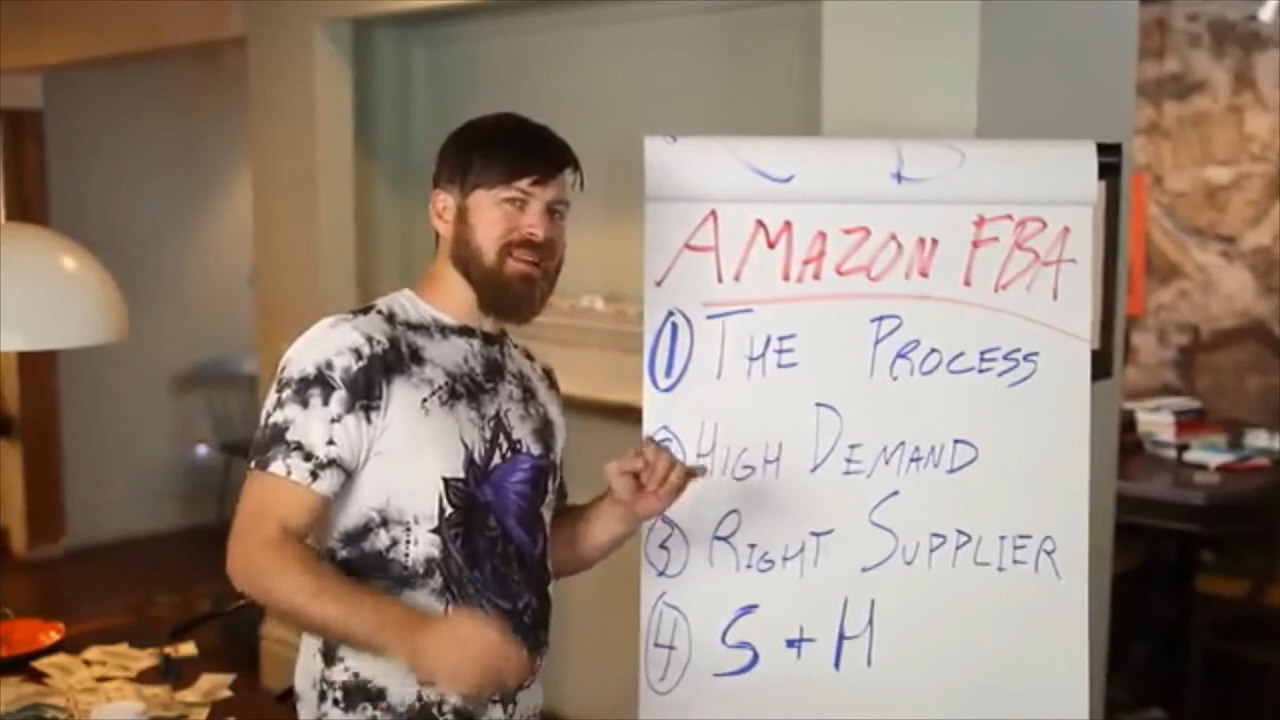 AMAZON FBA
① THE PROCESS
② HIGH DEMAND
③ RIGHT SUPPLIER
④ S + H